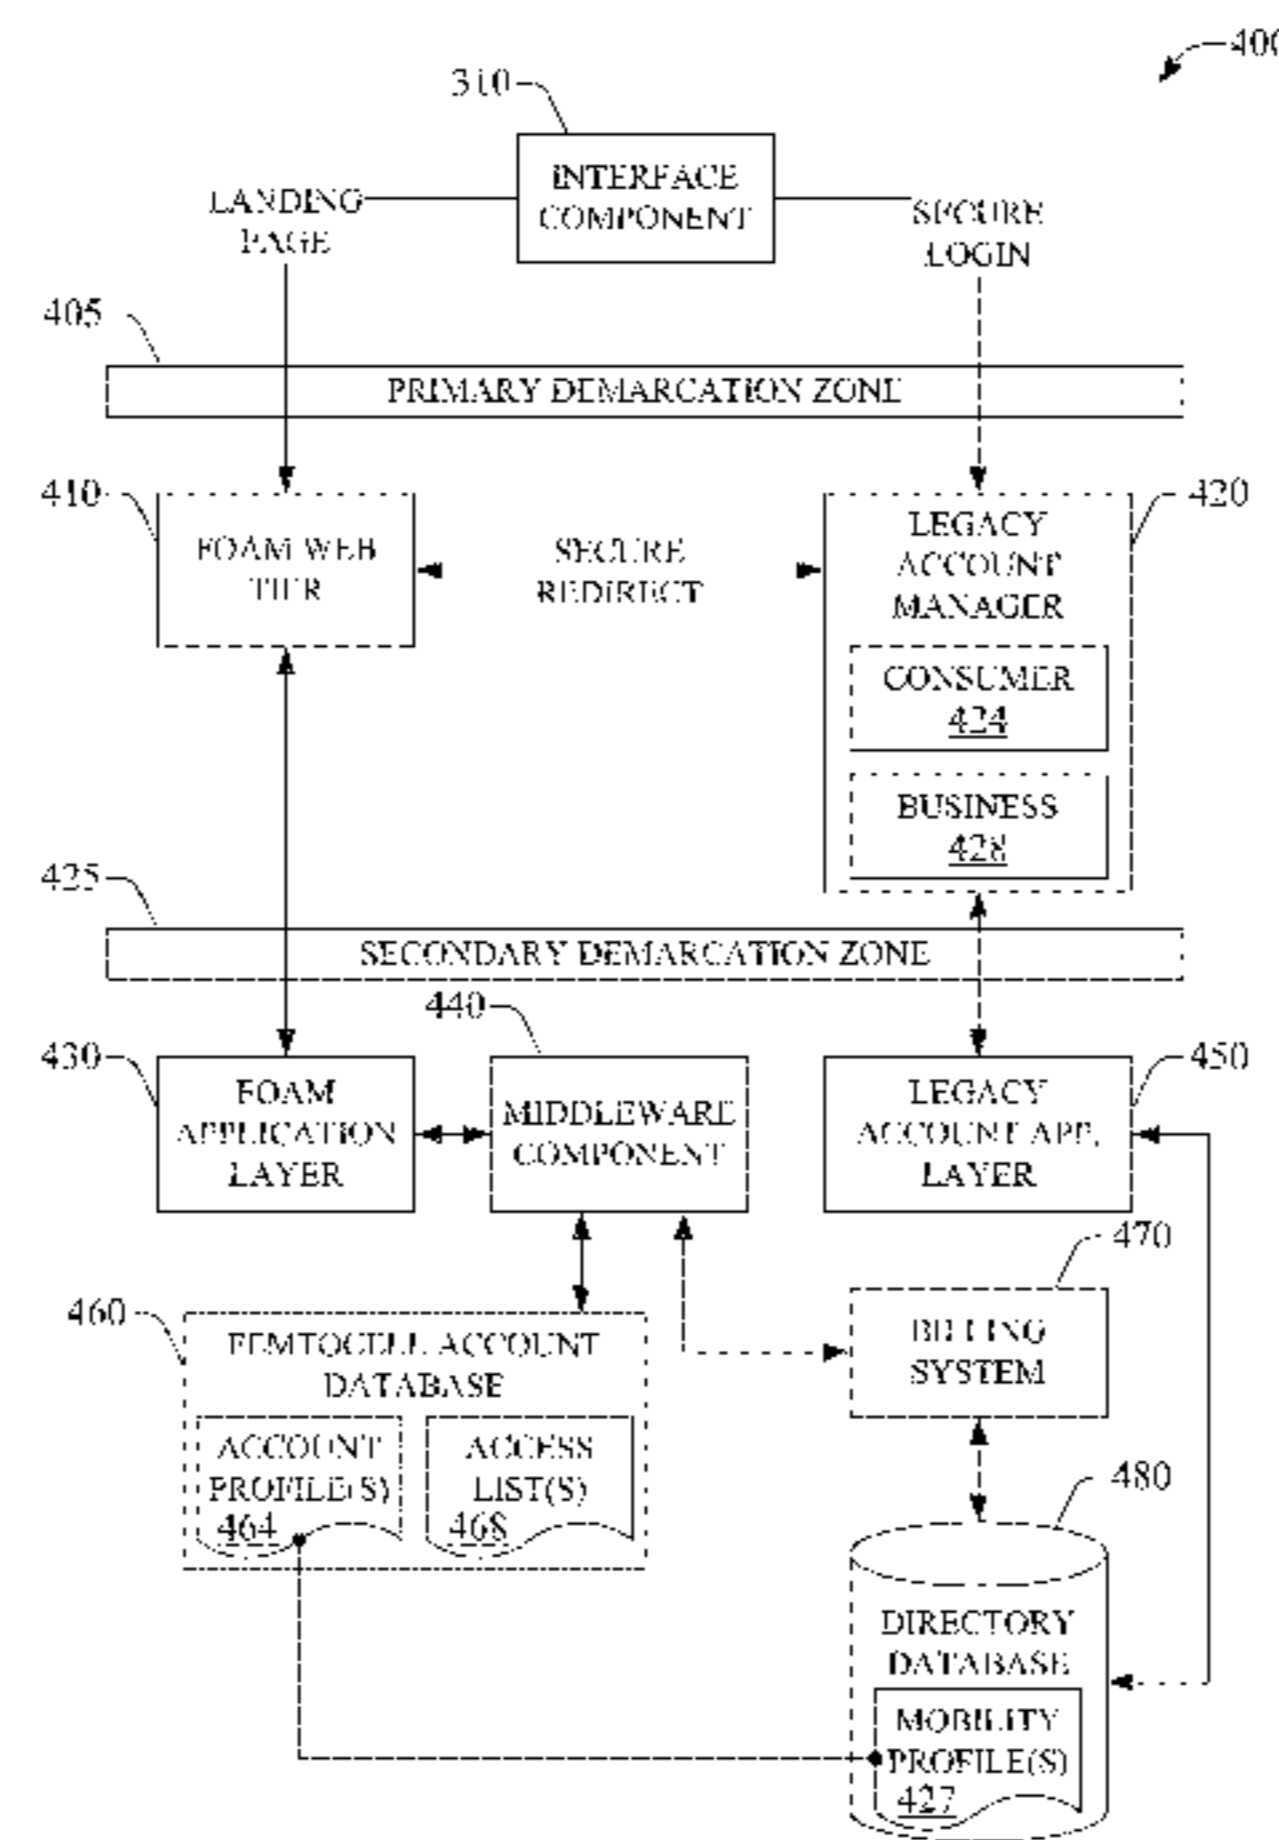 400
310
INTERFACE
COMPONENT
LANDING
PAGE
SECURE
LOGIN
405
PRIMARY DEMARCATION ZONE
410
FOAM WEB
TIER
SECURE
REDIRECT
LEGACY
ACCOUNT
MANAGER
420
CONSUMER
424
BUSINESS
428
425
SECONDARY DEMARCATION ZONE
440
430
FOAM
APPLICATION
LAYER
MIDDLEWARE
COMPONENT
LEGACY
ACCOUNT APP.
LAYER
450
470
460
FEMTOCELL ACCOUNT
DATABASE
BILLING
SYSTEM
ACCOUNT
PROFILE(S)
464
ACCESS
LIST(S)
468
480
DIRECTORY
DATABASE
MOBILITY
PROFILE(S)
427